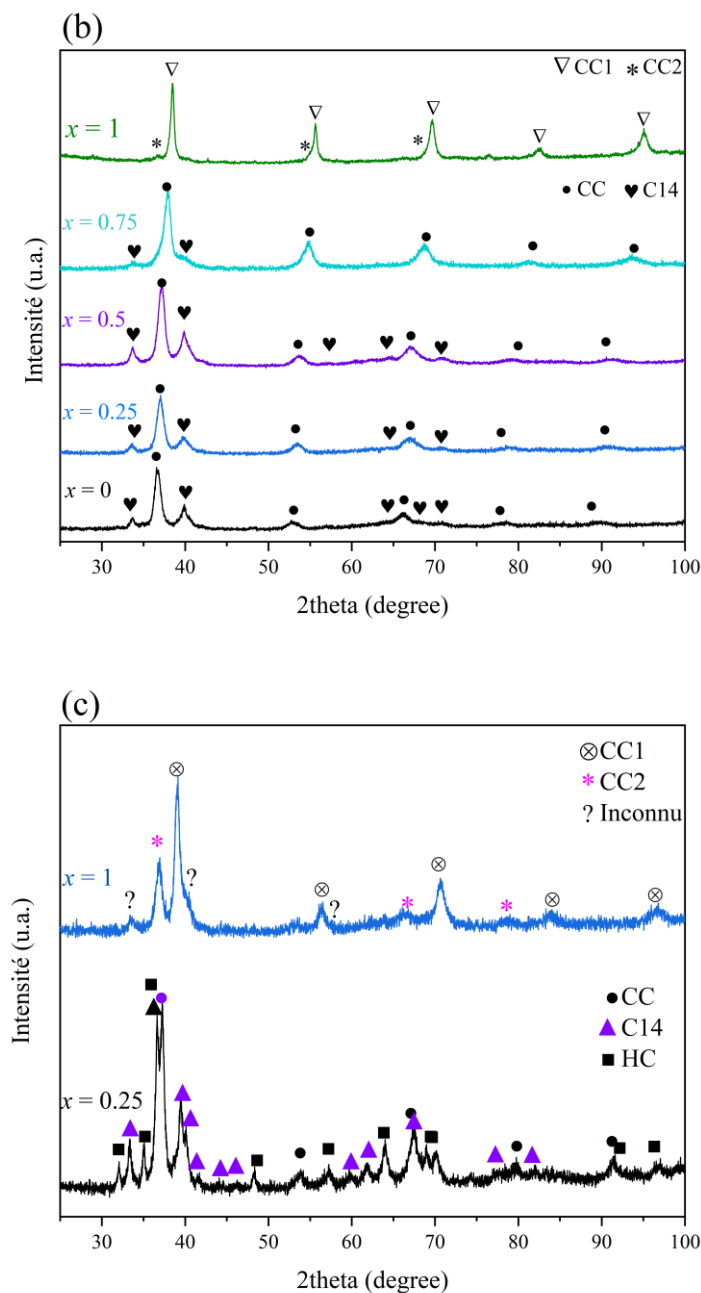 (b)
▽ CC1 * CC2
x = 1
● CC ♥ C14
x = 0.75
x = 0.5
x = 0.25
x = 0
Intensité (u.a.)
30 40 50 60 70 80 90 100
2theta (degree)
(c)
⊗ CC1
* CC2
? Inconnu
? ? ?
x = 1
● CC
▲ C14
■ HC
x = 0.25
Intensité (u.a.)
30 40 50 60 70 80 90 100
2theta (degree)